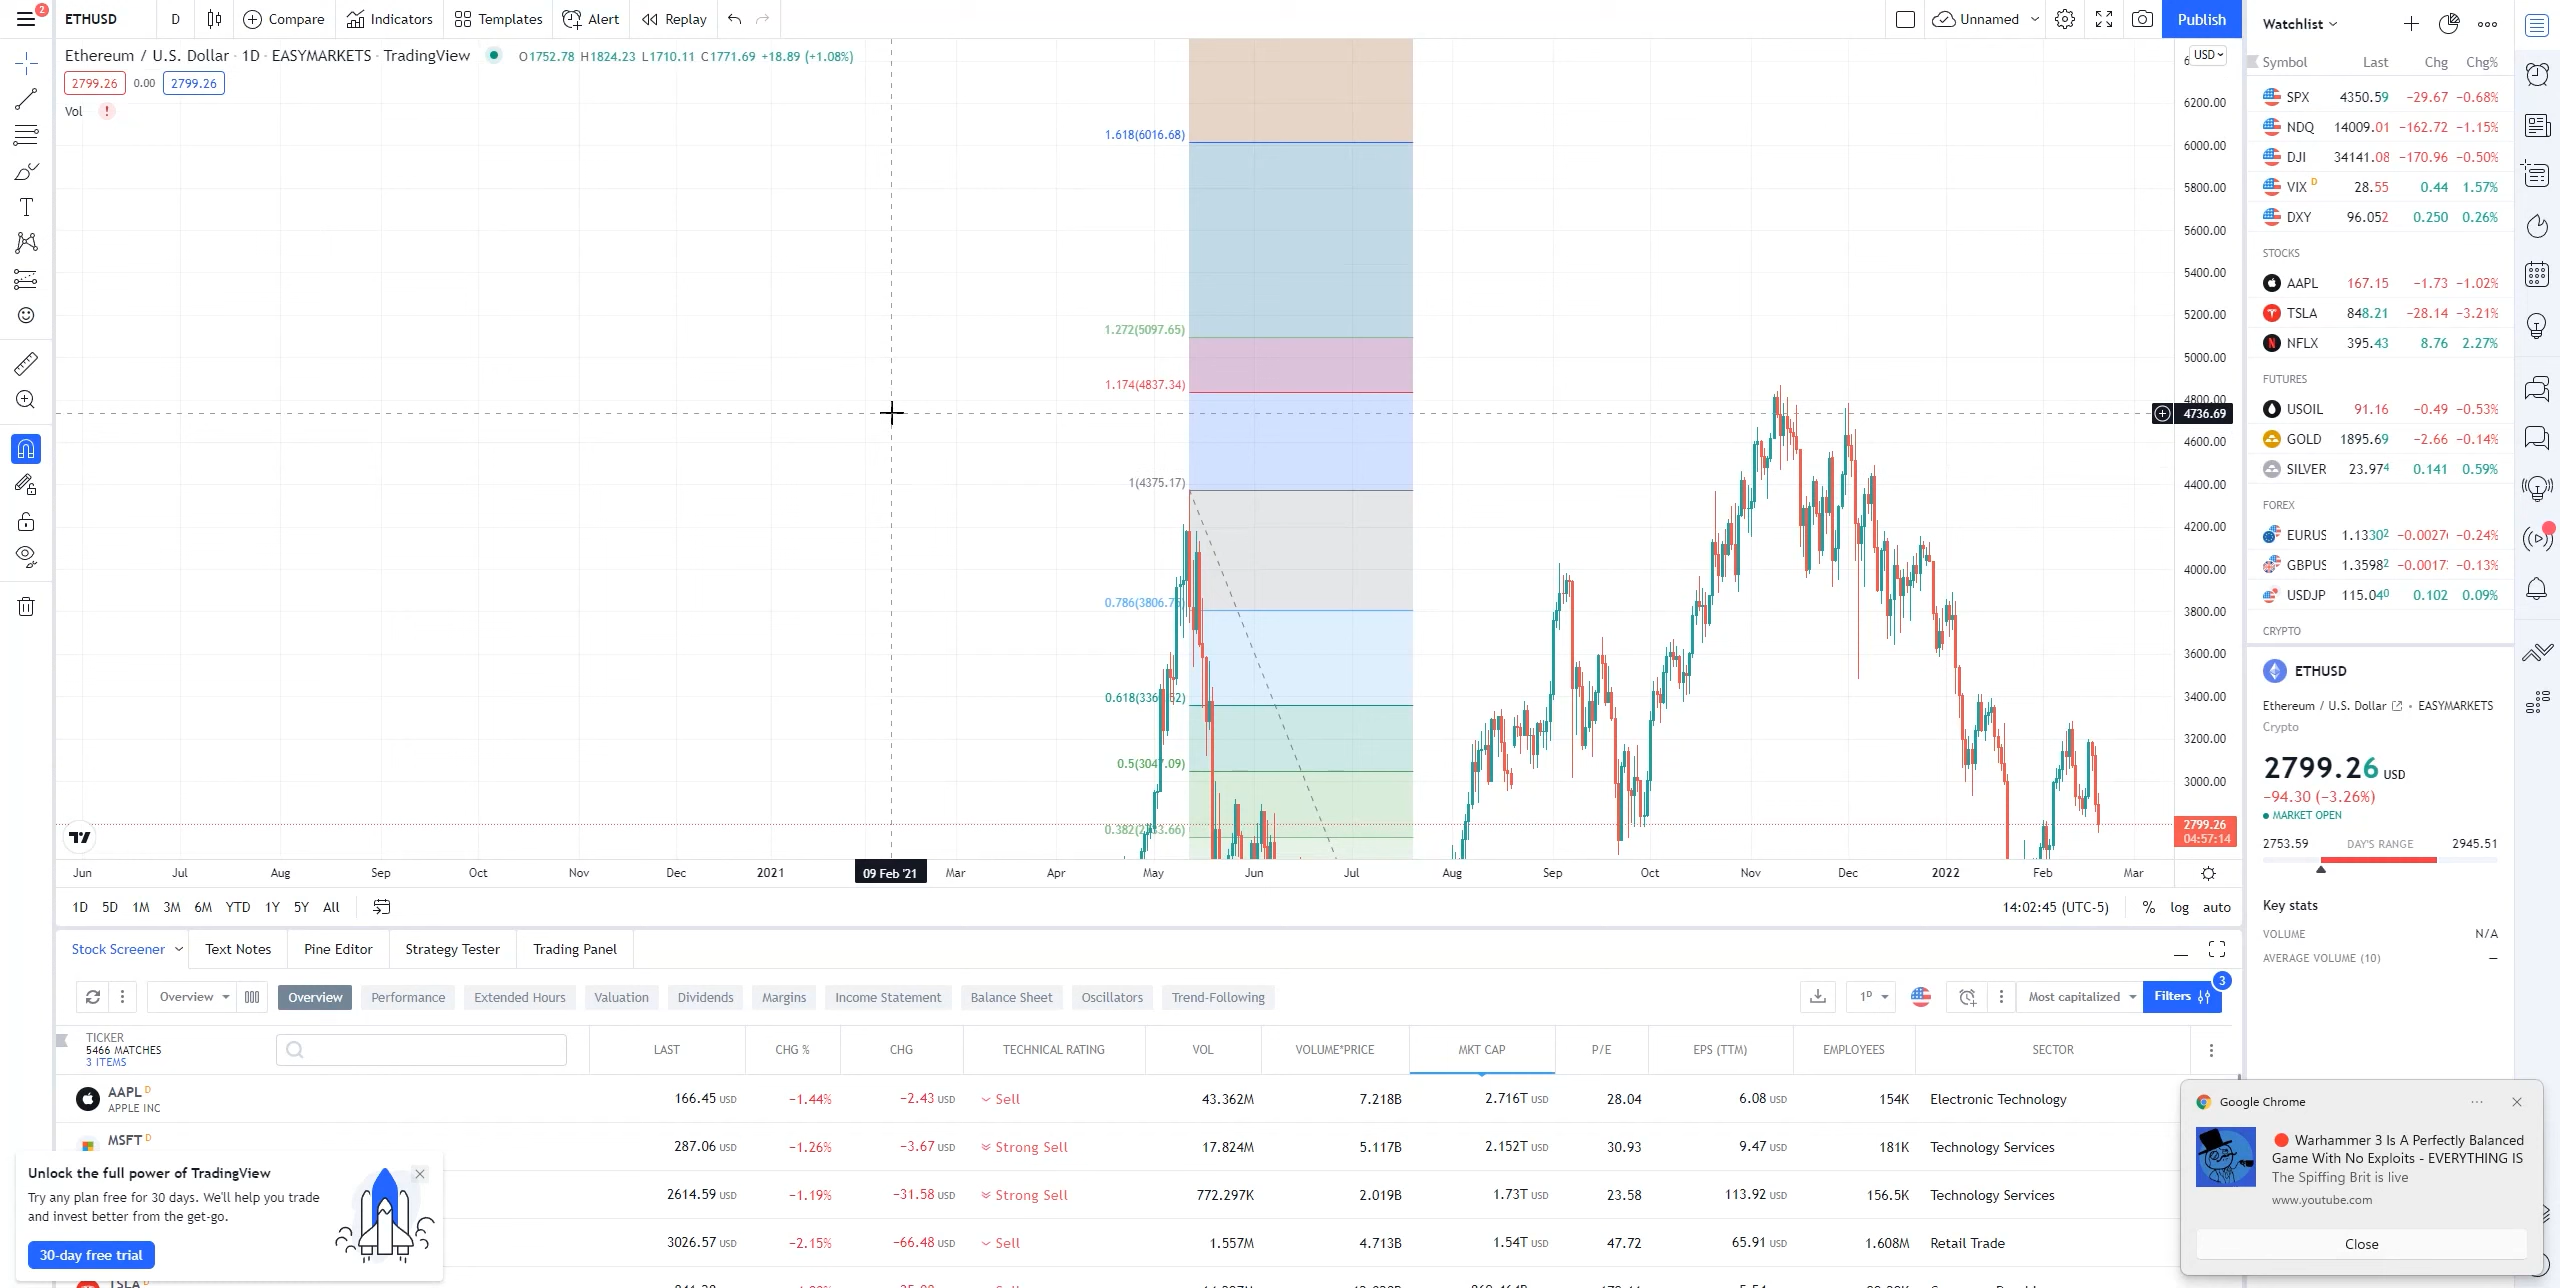 2
ETHUSD
D
Compare
Indicators
Templates
Alert
Replay
Unnamed
Publish
Ethereum / U.S. Dollar · 1D · EASYMARKETS · TradingView
O1752.78 H1824.23 L1710.11 C1771.69 +18.89 (+1.08%)
2799.26 0.00 2799.26
Vol !
USD
6200.00
6000.00
5800.00
5600.00
5400.00
5200.00
5000.00
4800.00
4736.69
4600.00
4400.00
4200.00
4000.00
3800.00
3600.00
3400.00
3200.00
3000.00
2799.26
04:57:14
1.618(6016.68)
1.272(5097.65)
1.174(4837.34)
1(4375.17)
0.5(3047.09)
Jun Jul Aug Sep Oct Nov Dec 2021 09 Feb '21 Mar Apr May Jun Jul Aug Sep Oct Nov Dec 2022 Feb Mar
1D 5D 1M 3M 6M YTD 1Y 5Y All
14:02:45 (UTC-5) % log auto
Stock Screener Text Notes Pine Editor Strategy Tester Trading Panel
Overview Overview Performance Extended Hours Valuation Dividends Margins Income Statement Balance Sheet Oscillators Trend-Following
1D Most capitalized Filters 3
TICKER
5466 MATCHES
3 ITEMS
LAST CHG % CHG TECHNICAL RATING VOL VOLUME*PRICE MKT CAP P/E EPS (TTM) EMPLOYEES SECTOR
AAPL D
APPLE INC
166.45 USD −1.44% −2.43 USD Sell 43.362M 7.218B 2.716T USD 28.04 6.08 USD 154K Electronic Technology
MSFT D
287.06 USD −1.26% −3.67 USD Strong Sell 17.824M 5.117B 2.152T USD 30.93 9.47 USD 181K Technology Services
2614.59 USD −1.19% −31.58 USD Strong Sell 772.297K 2.019B 1.73T USD 23.58 113.92 USD 156.5K Technology Services
3026.57 USD −2.15% −66.48 USD Sell 1.557M 4.713B 1.54T USD 47.72 65.91 USD 1.608M Retail Trade
TSLA D
Unlock the full power of TradingView
Try any plan free for 30 days. We'll help you trade
and invest better from the get-go.
30-day free trial
Watchlist
Symbol Last Chg Chg%
SPX 4350.59 −29.67 −0.68%
NDQ 14009.01 −162.72 −1.15%
DJI 34141.08 −170.96 −0.50%
VIX D 28.55 0.44 1.57%
DXY 96.052 0.250 0.26%
STOCKS
AAPL 167.15 −1.73 −1.02%
TSLA 848.21 −28.14 −3.21%
NFLX 395.43 8.76 2.27%
FUTURES
USOIL 91.16 −0.49 −0.53%
GOLD 1895.69 −2.66 −0.14%
SILVER 23.974 0.141 0.59%
FOREX
EURUS 1.13302 −0.0027 −0.24%
GBPUS 1.35982 −0.0017 −0.13%
USDJP 115.040 0.102 0.09%
CRYPTO
ETHUSD
Ethereum / U.S. Dollar • EASYMARKETS
Crypto
2799.26 USD
−94.30 (−3.26%)
MARKET OPEN
2753.59 DAY'S RANGE 2945.51
Key stats
VOLUME N/A
AVERAGE VOLUME (10) —
Google Chrome
Warhammer 3 Is A Perfectly Balanced
Game With No Exploits - EVERYTHING IS
The Spiffing Brit is live
www.youtube.com
Close